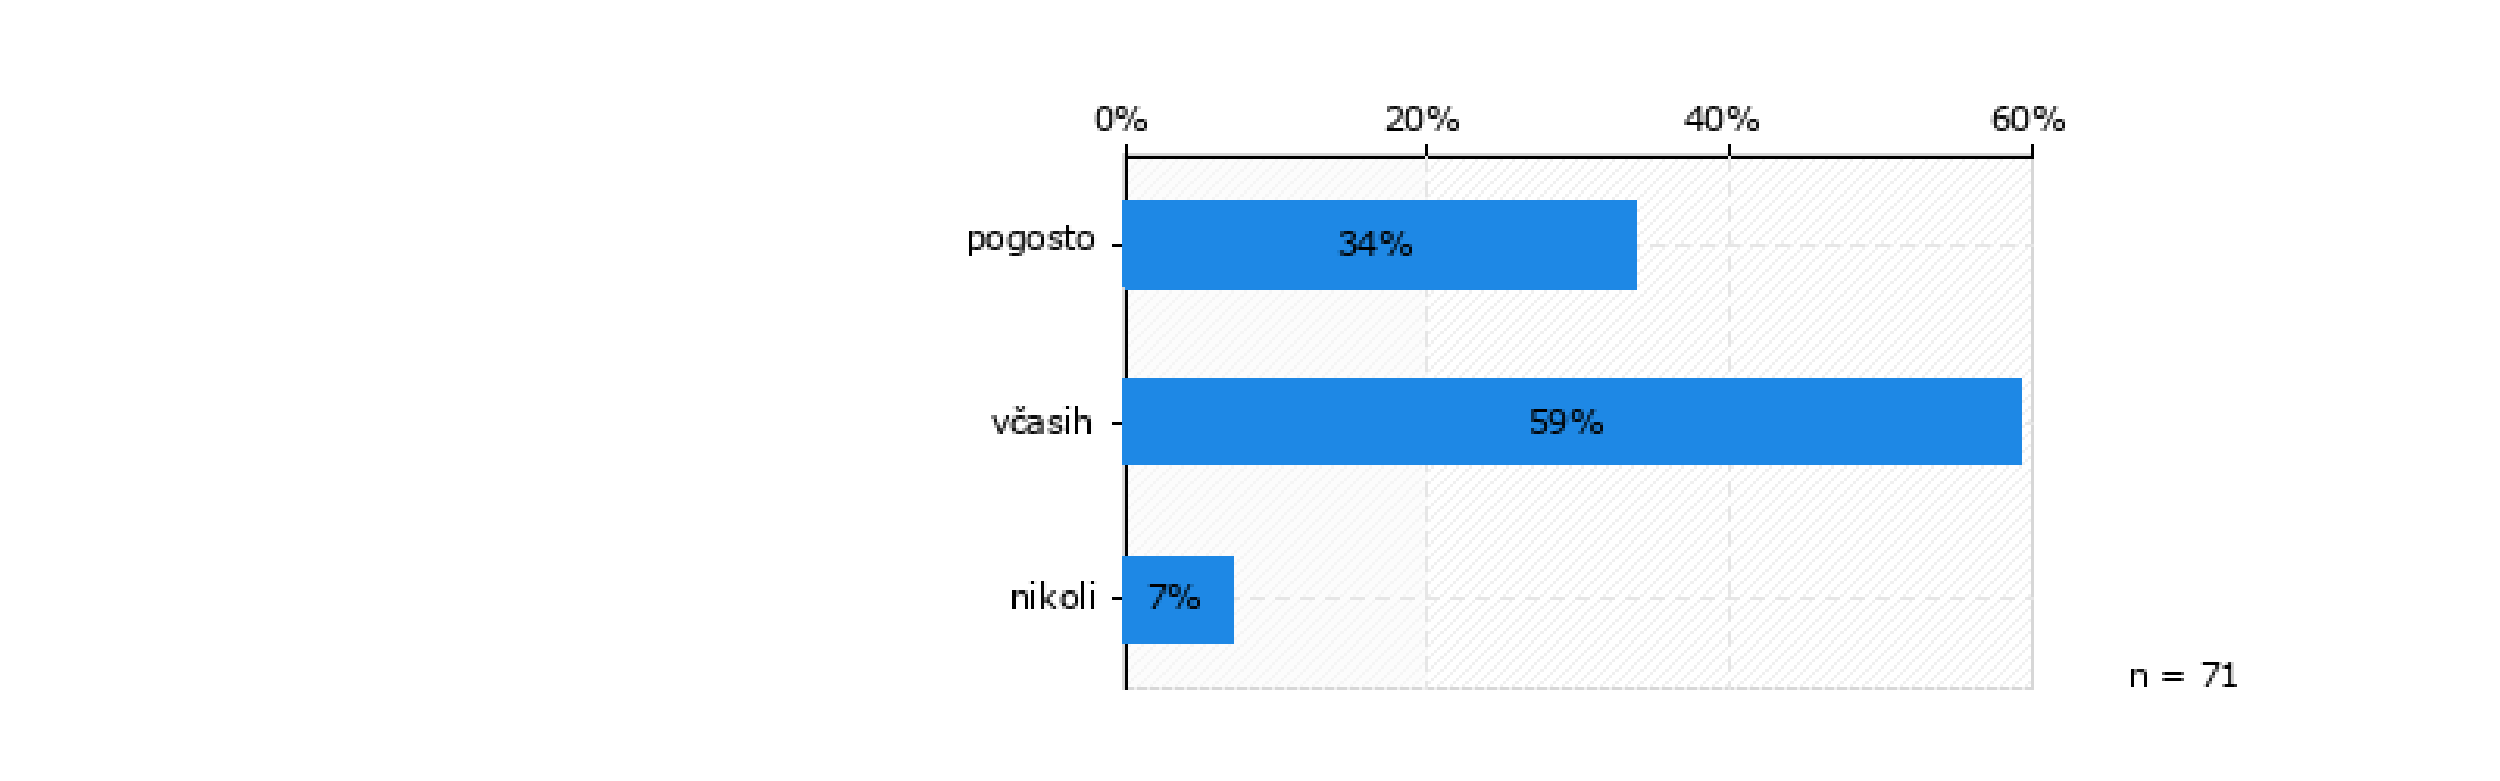 0% 20% 40% 60%
pogosto 34%
včasih 59%
nikoli 7%
n = 71